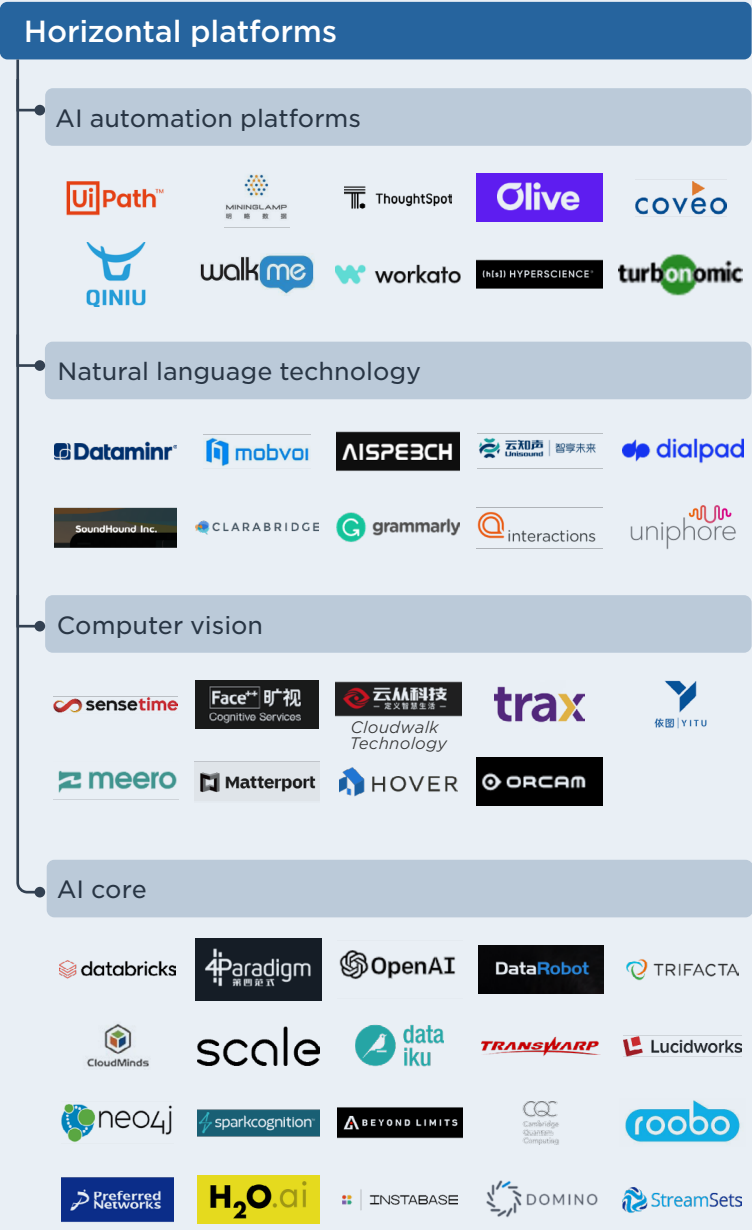 Horizontal platforms
AI automation platforms
UiPath™
MININGLAMP
明略数据
ThoughtSpot
Olive
coveo
QINIU
walkme
workato
(h[s]) HYPERSCIENCE
turbonomic
Natural language technology
Dataminr
mobvoi
AISPEECH
云知声
Unisound
智享未来
dialpad
SoundHound Inc.
CLARABRIDGE
grammarly
interactions
uniphore
Computer vision
sensetime
Face++ 旷视
Cognitive Services
云从科技
— 定义智慧生活 —
Cloudwalk
Technology
trax
依图 | YITU
meero
Matterport
HOVER
ORCAM
AI core
databricks
4Paradigm
第四范式
OpenAI
DataRobot
TRIFACTA
CloudMinds
scale
data
iku
TRANSWARP
Lucidworks
neo4j
sparkcognition
BEYOND LIMITS
CQC
Cambridge
Quantum
Computing
roobo
Preferred
Networks
H2O.ai
INSTABASE
DOMINO
StreamSets